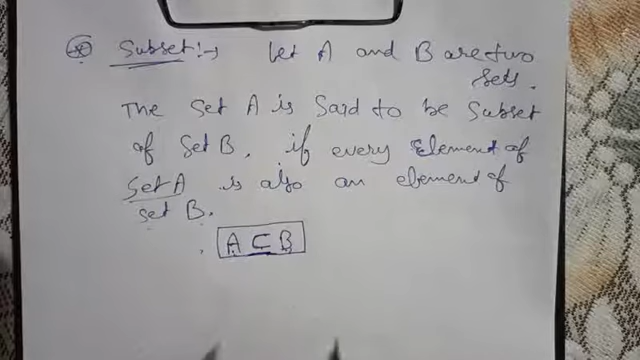 Subset :→ Let A and B are two
sets.
The set A is said to be subset
of set B, if every element of
set A is also an element of
set B.
A ⊂ B